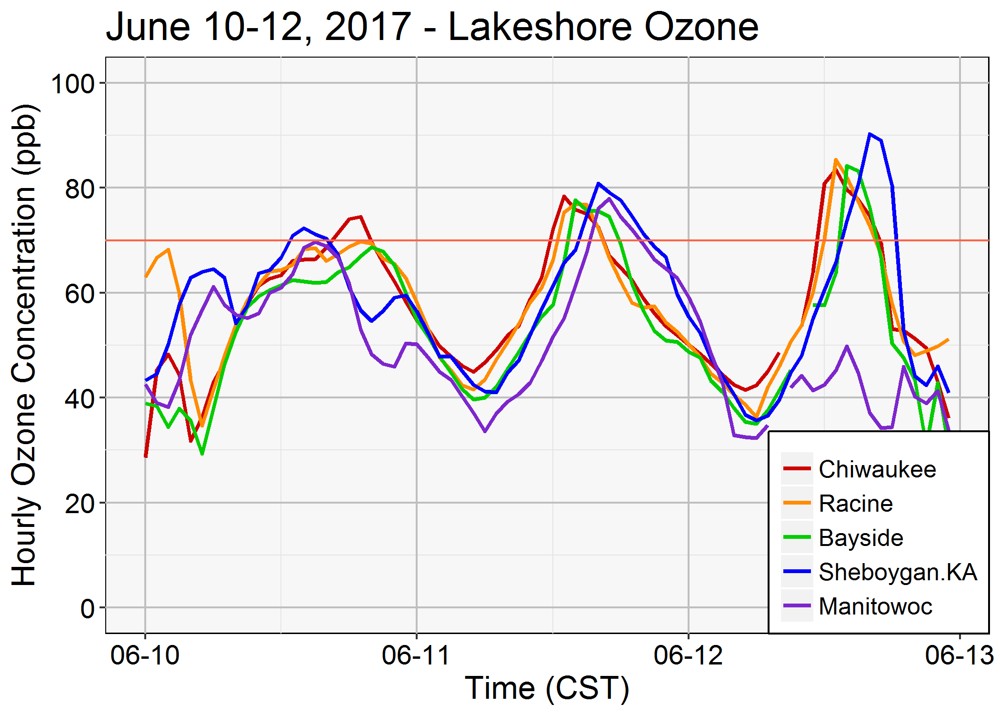 June 10-12, 2017 - Lakeshore Ozone
Hourly Ozone Concentration (ppb)
100
80
60
40
20
0
06-10
06-11
06-12
06-13
Time (CST)
Chiwaukee
Racine
Bayside
Sheboygan.KA
Manitowoc